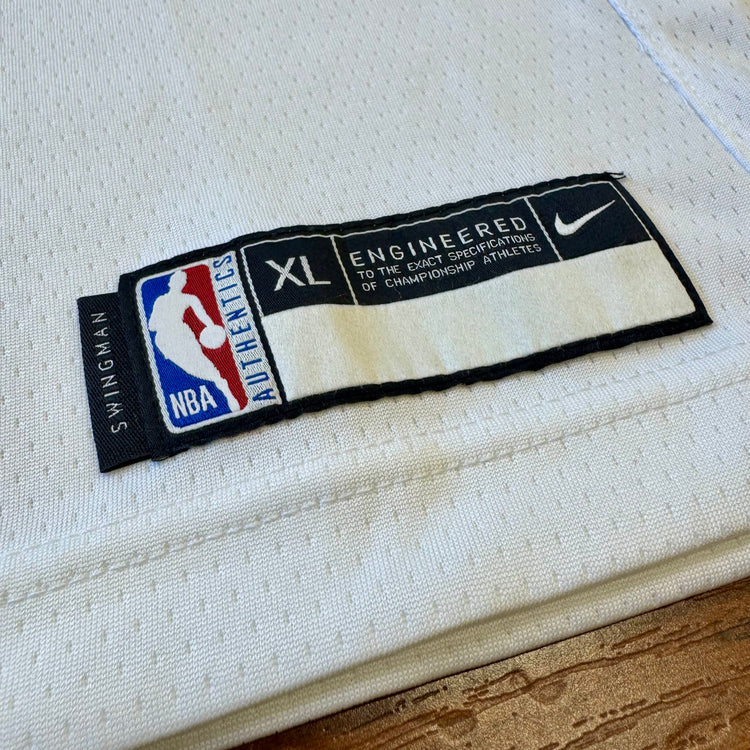 SWINGMAN
NBA
AUTHENTICS
XL
ENGINEERED
TO THE EXACT SPECIFICATIONS
OF CHAMPIONSHIP ATHLETES